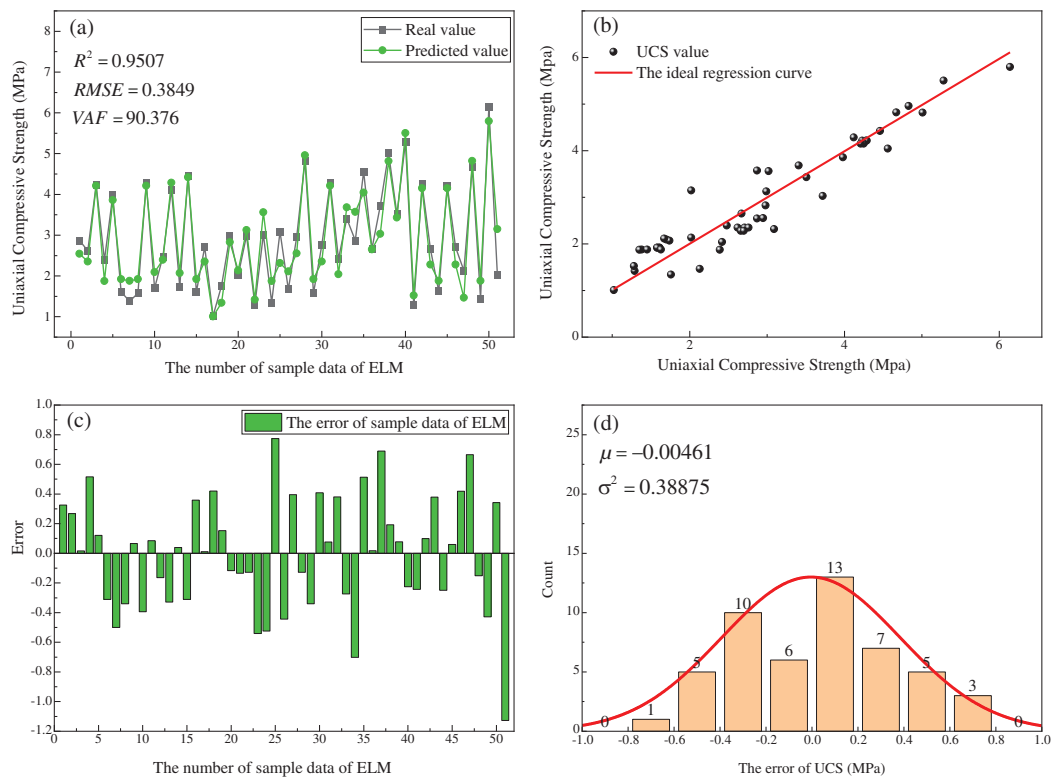 (a)
Real value
Predicted value
R² = 0.9507
RMSE = 0.3849
VAF = 90.376
Uniaxial Compressive Strength (MPa)
8
7
6
5
4
3
2
1
0 10 20 30 40 50
The number of sample data of ELM
(b)
UCS value
The ideal regression curve
Uniaxial Compressive Strength (Mpa)
Uniaxial Compressive Strength (Mpa)
6
4
2
0
2 4 6
Uniaxial Compressive Strength (Mpa)
(c)
The error of sample data of ELM
Error
1.0
0.8
0.6
0.4
0.2
0.0
-0.2
-0.4
-0.6
-0.8
-1.0
-1.2
0 5 10 15 20 25 30 35 40 45 50
The number of sample data of ELM
(d)
μ = –0.00461
σ² = 0.38875
Count
25
20
15
10
5
0
0 1 5 10 6 13 7 5 3 0
-1.0 -0.8 -0.6 -0.4 -0.2 0.0 0.2 0.4 0.6 0.8 1.0
The error of UCS (MPa)